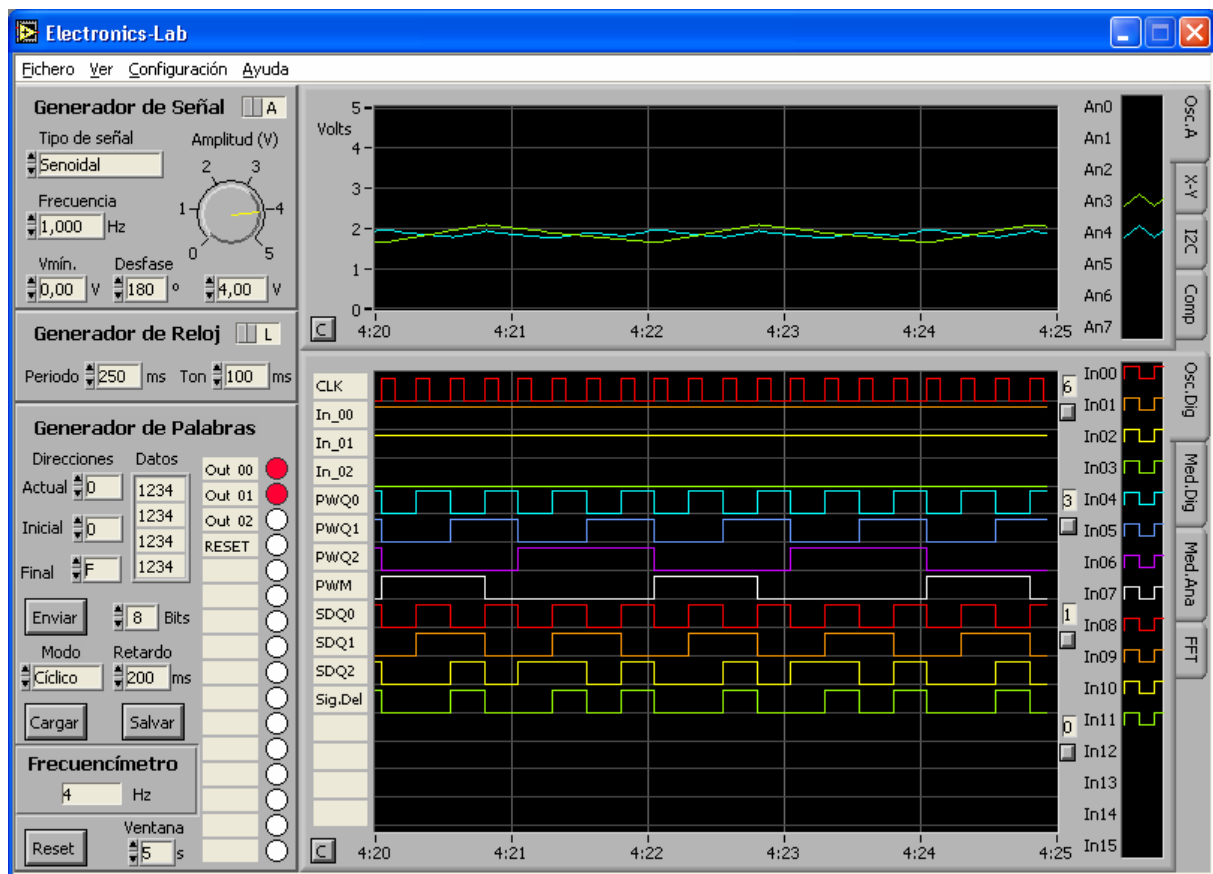 Electronics-Lab
Fichero Ver Configuración Ayuda
Generador de Señal A
Tipo de señal
Amplitud (V)
Senoidal
Frecuencia
1,000 Hz
0 1 2 3 4 5
Vmín. Desfase
0,00 V 180 º 4,00 V
Generador de Reloj L
Periodo 250 ms Ton 100 ms
Generador de Palabras
Direcciones Datos
Actual 0
Inicial 0
Final F
1234
1234
1234
1234
Out 00
Out 01
Out 02
RESET
Enviar 8 Bits
Modo Retardo
Cíclico 200 ms
Cargar Salvar
Frecuencímetro
4 Hz
Ventana
Reset 5 s
Volts
5
4
3
2
1
0
C
4:20 4:21 4:22 4:23 4:24 4:25
An0
An1
An2
An3
An4
An5
An6
An7
Osc.A
X-Y
I2C
Comp
CLK
In_00
In_01
In_02
PWQ0
PWQ1
PWQ2
PWM
SDQ0
SDQ1
SDQ2
Sig.Del
C
4:20 4:21 4:22 4:23 4:24 4:25
6
3
1
0
In00
In01
In02
In03
In04
In05
In06
In07
In08
In09
In10
In11
In12
In13
In14
In15
Osc.Dig
Med.Dig
Med.Ana
FFT